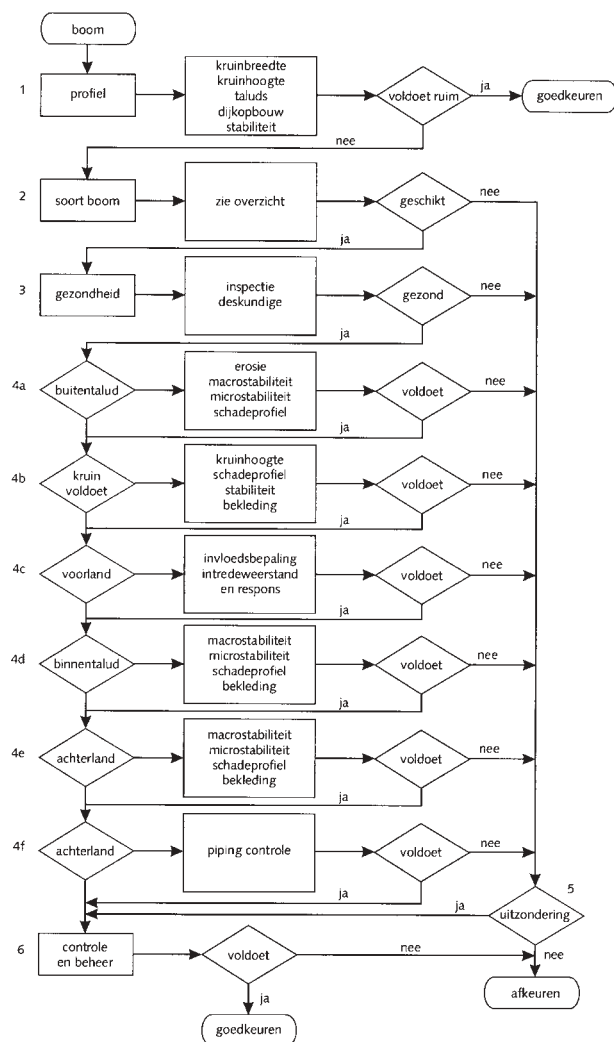 boom
1
profiel
kruinbreedte
kruinhoogte
taluds
dijkopbouw
stabiliteit
voldoet ruim
ja
goedkeuren
nee
2
soort boom
zie overzicht
geschikt
nee
ja
3
gezondheid
inspectie
deskundige
gezond
nee
ja
4a
buitentalud
erosie
macrostabiliteit
microstabiliteit
schadeprofiel
voldoet
nee
ja
4b
kruin
voldoet
kruinhoogte
schadeprofiel
stabiliteit
bekleding
voldoet
nee
ja
4c
voorland
invloedsbepaling
intredeweerstand
en respons
voldoet
nee
ja
4d
binnentalud
macrostabiliteit
microstabiliteit
schadeprofiel
bekleding
voldoet
nee
ja
4e
achterland
macrostabiliteit
microstabiliteit
schadeprofiel
bekleding
voldoet
nee
ja
4f
achterland
piping controle
voldoet
nee
ja
5
uitzondering
ja
nee
6
controle
en beheer
voldoet
nee
afkeuren
ja
goedkeuren